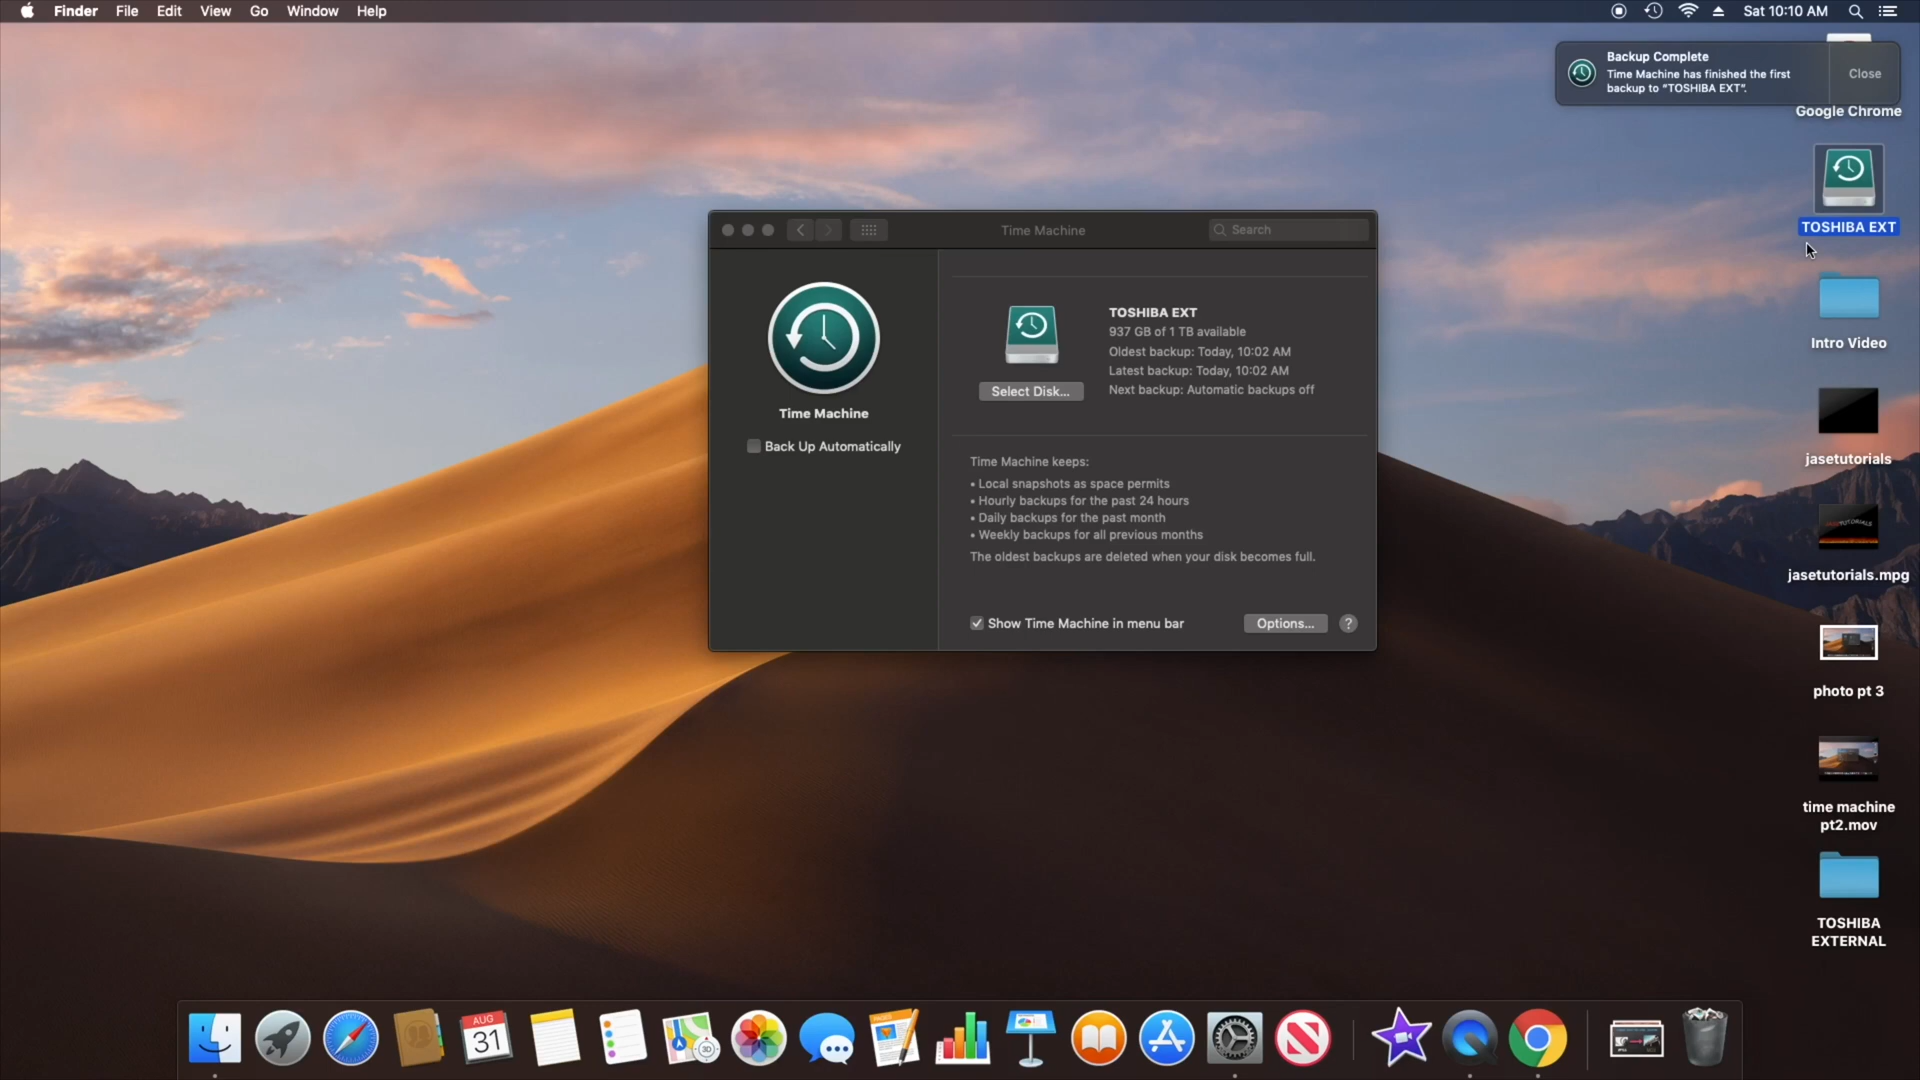 Finder File Edit View Go Window Help
Sat 10:10 AM
Backup Complete
Time Machine has finished the first
backup to “TOSHIBA EXT”.
Close
Google Chrome
TOSHIBA EXT
Intro Video
jasetutorials
jasetutorials.mpg
photo pt 3
time machine
pt2.mov
TOSHIBA
EXTERNAL
Time Machine
Search
Time Machine
Back Up Automatically
TOSHIBA EXT
937 GB of 1 TB available
Oldest backup: Today, 10:02 AM
Latest backup: Today, 10:02 AM
Next backup: Automatic backups off
Select Disk...
Time Machine keeps:
• Local snapshots as space permits
• Hourly backups for the past 24 hours
• Daily backups for the past month
• Weekly backups for all previous months
The oldest backups are deleted when your disk becomes full.
Show Time Machine in menu bar
Options...
?
AUG
31
3D
PAGES